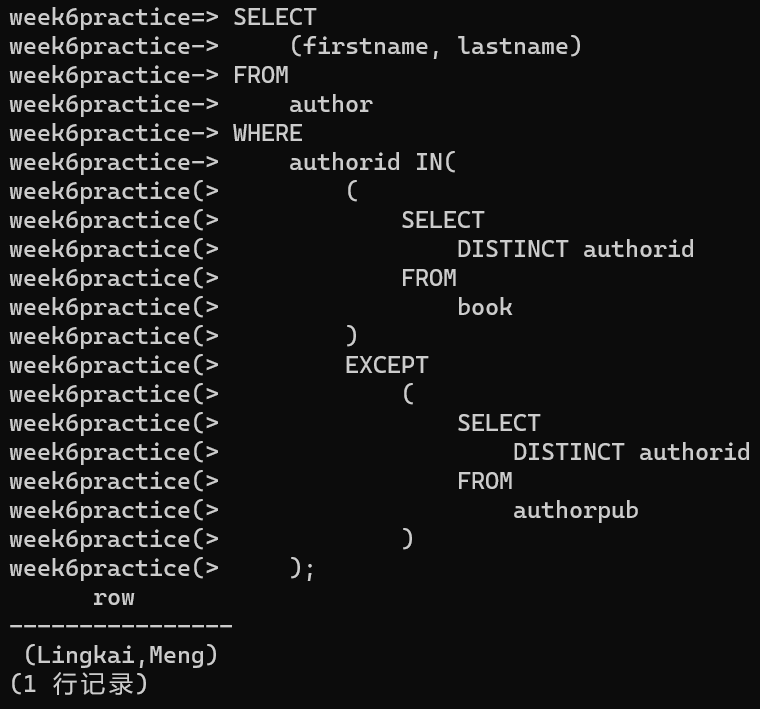 week6practice=> SELECT
week6practice->     (firstname, lastname)
week6practice-> FROM
week6practice->     author
week6practice-> WHERE
week6practice->     authorid IN(
week6practice(>         (
week6practice(>             SELECT
week6practice(>                 DISTINCT authorid
week6practice(>             FROM
week6practice(>                 book
week6practice(>         )
week6practice(>         EXCEPT
week6practice(>             (
week6practice(>                 SELECT
week6practice(>                     DISTINCT authorid
week6practice(>                 FROM
week6practice(>                     authorpub
week6practice(>             )
week6practice(>     );
      row
----------------
 (Lingkai,Meng)
(1 行记录)